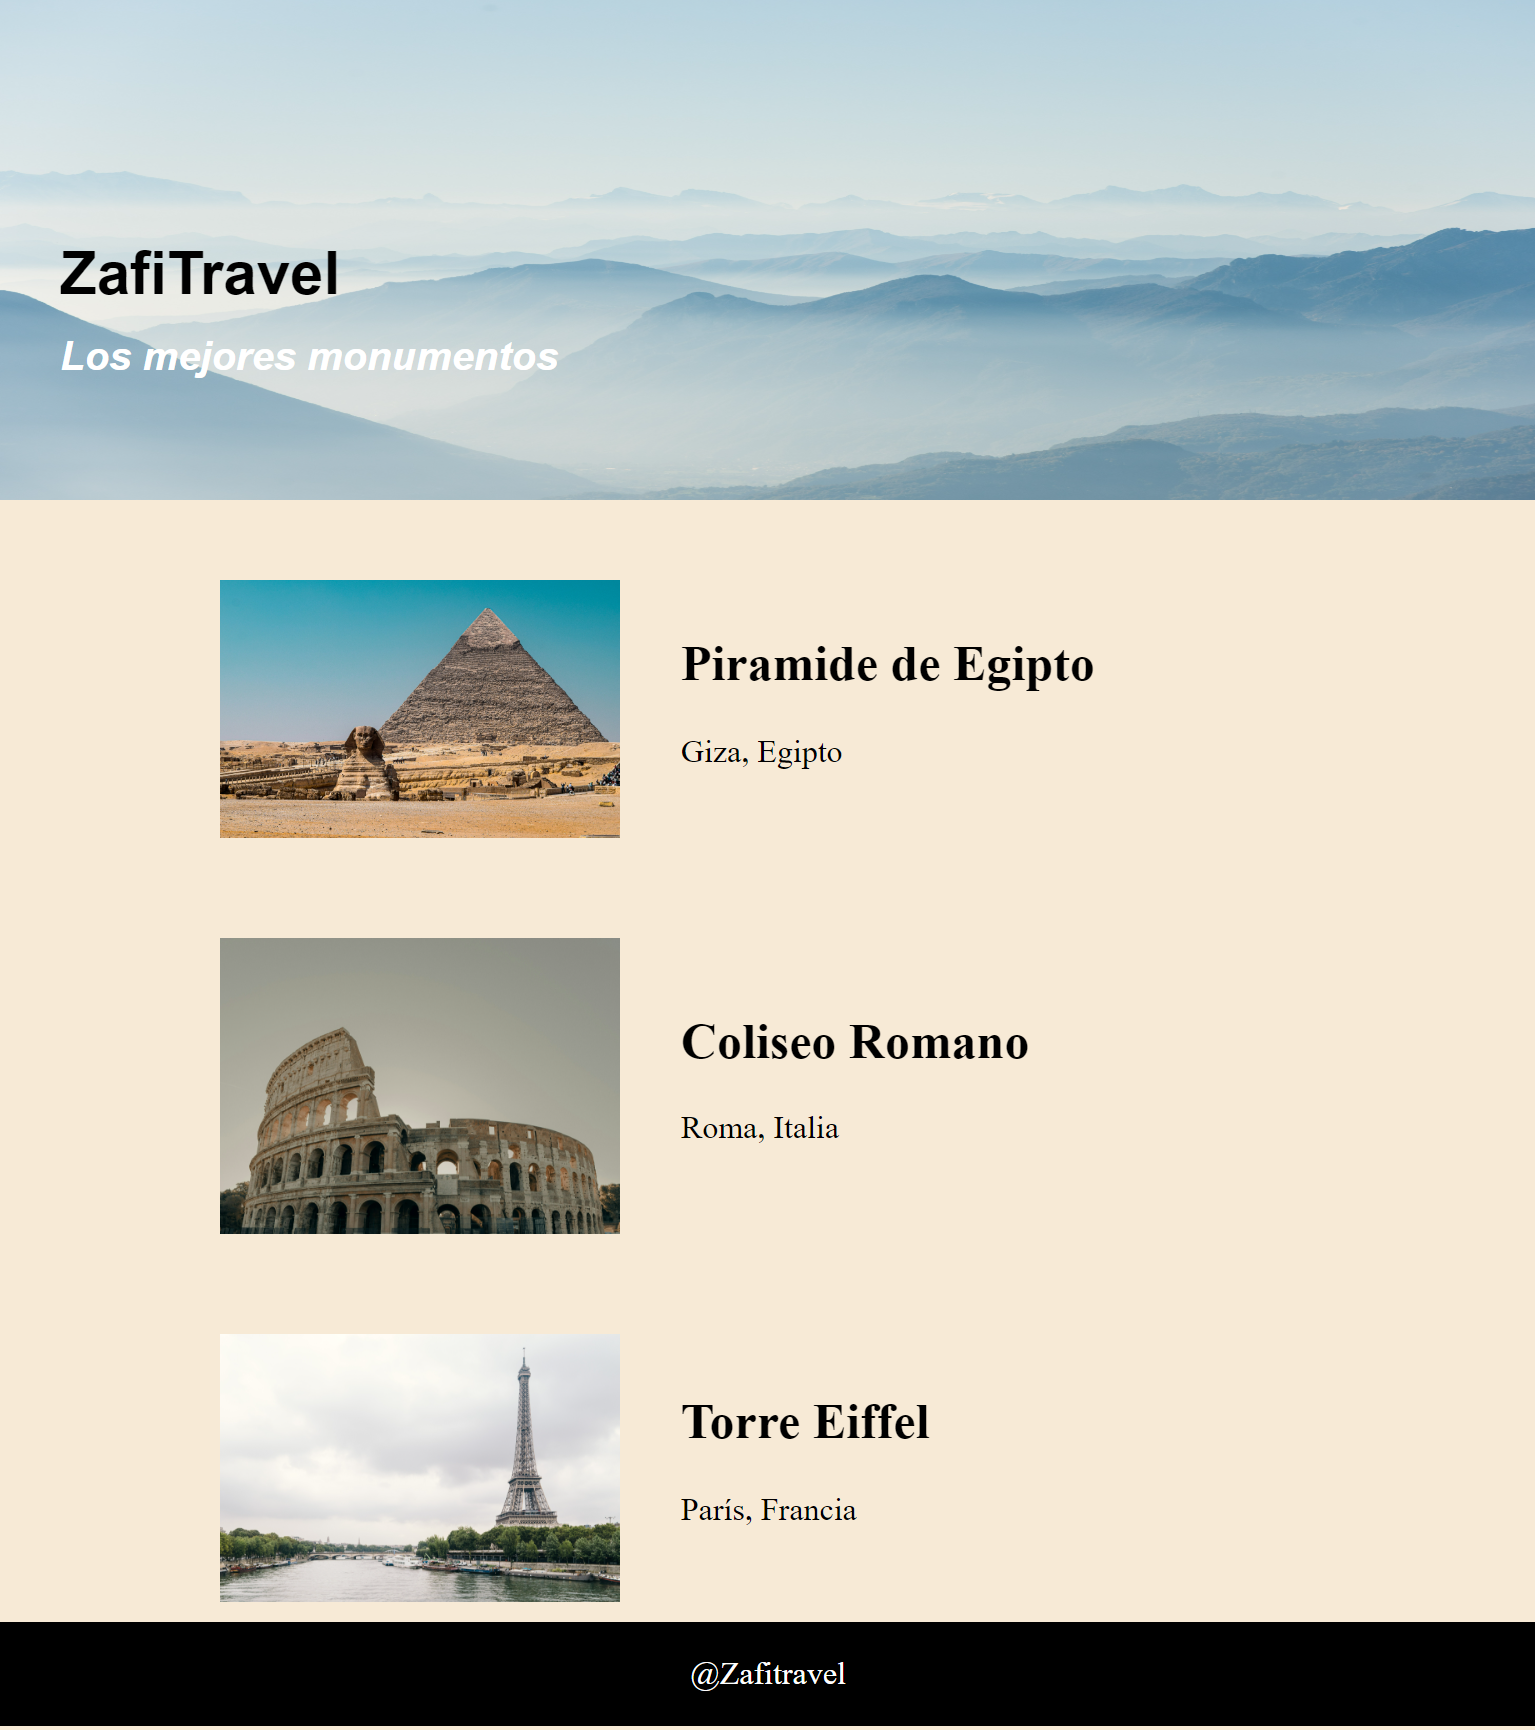 ZafiTravel
Los mejores monumentos
Piramide de Egipto
Giza, Egipto
Coliseo Romano
Roma, Italia
Torre Eiffel
París, Francia
@Zafitravel